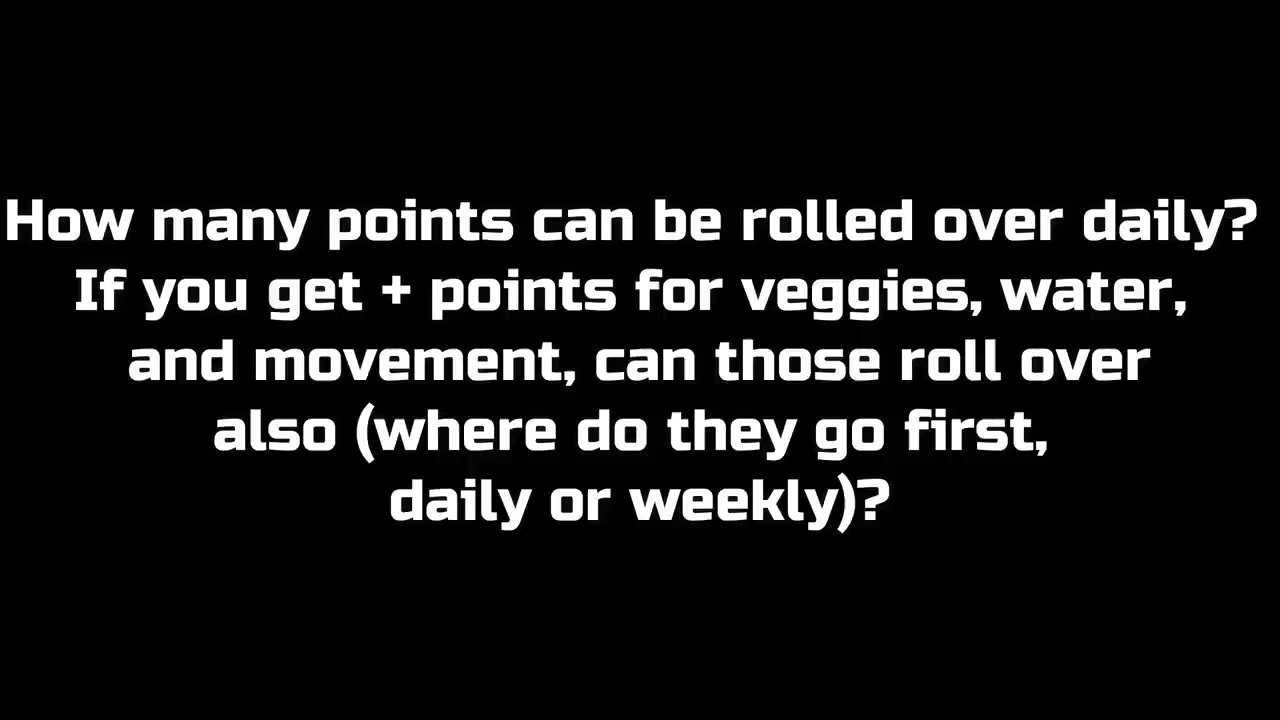 How many points can be rolled over daily?
If you get + points for veggies, water,
and movement, can those roll over
also (where do they go first,
daily or weekly)?